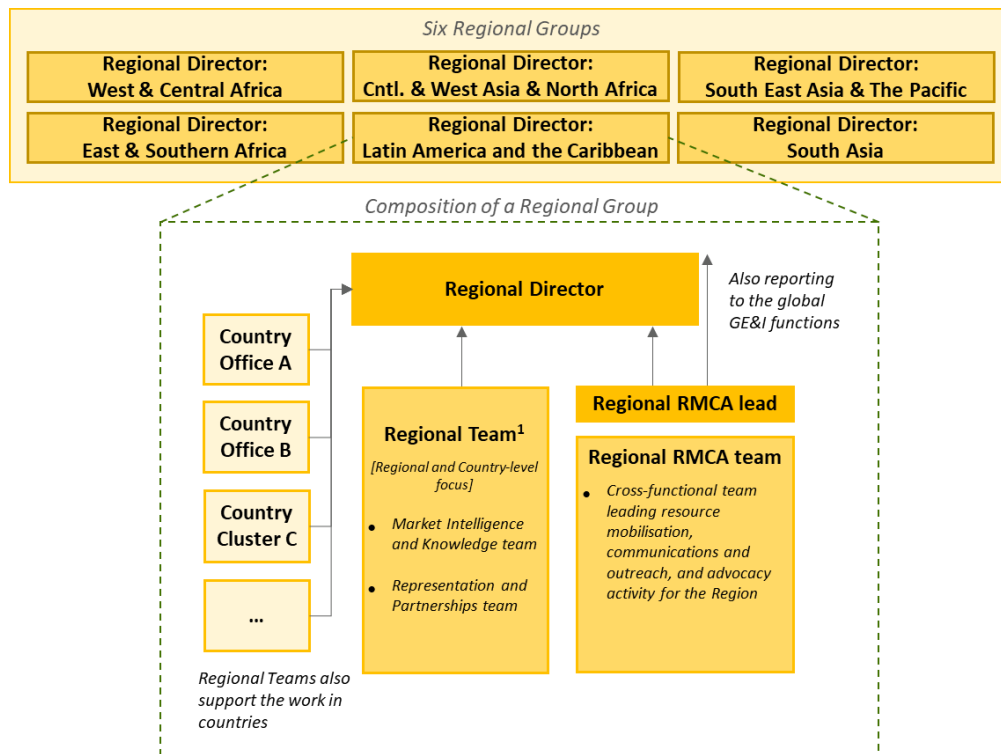 Six Regional Groups
Regional Director:
West & Central Africa
Regional Director:
Cntl. & West Asia & North Africa
Regional Director:
South East Asia & The Pacific
Regional Director:
East & Southern Africa
Regional Director:
Latin America and the Caribbean
Regional Director:
South Asia
Composition of a Regional Group
Regional Director
Also reporting
to the global
GE&I functions
Country
Office A
Country
Office B
Country
Cluster C
...
Regional Teams also
support the work in
countries
Regional Team¹
[Regional and Country-level
focus]
• Market Intelligence
and Knowledge team
• Representation and
Partnerships team
Regional RMCA lead
Regional RMCA team
• Cross-functional team
leading resource
mobilisation,
communications and
outreach, and advocacy
activity for the Region